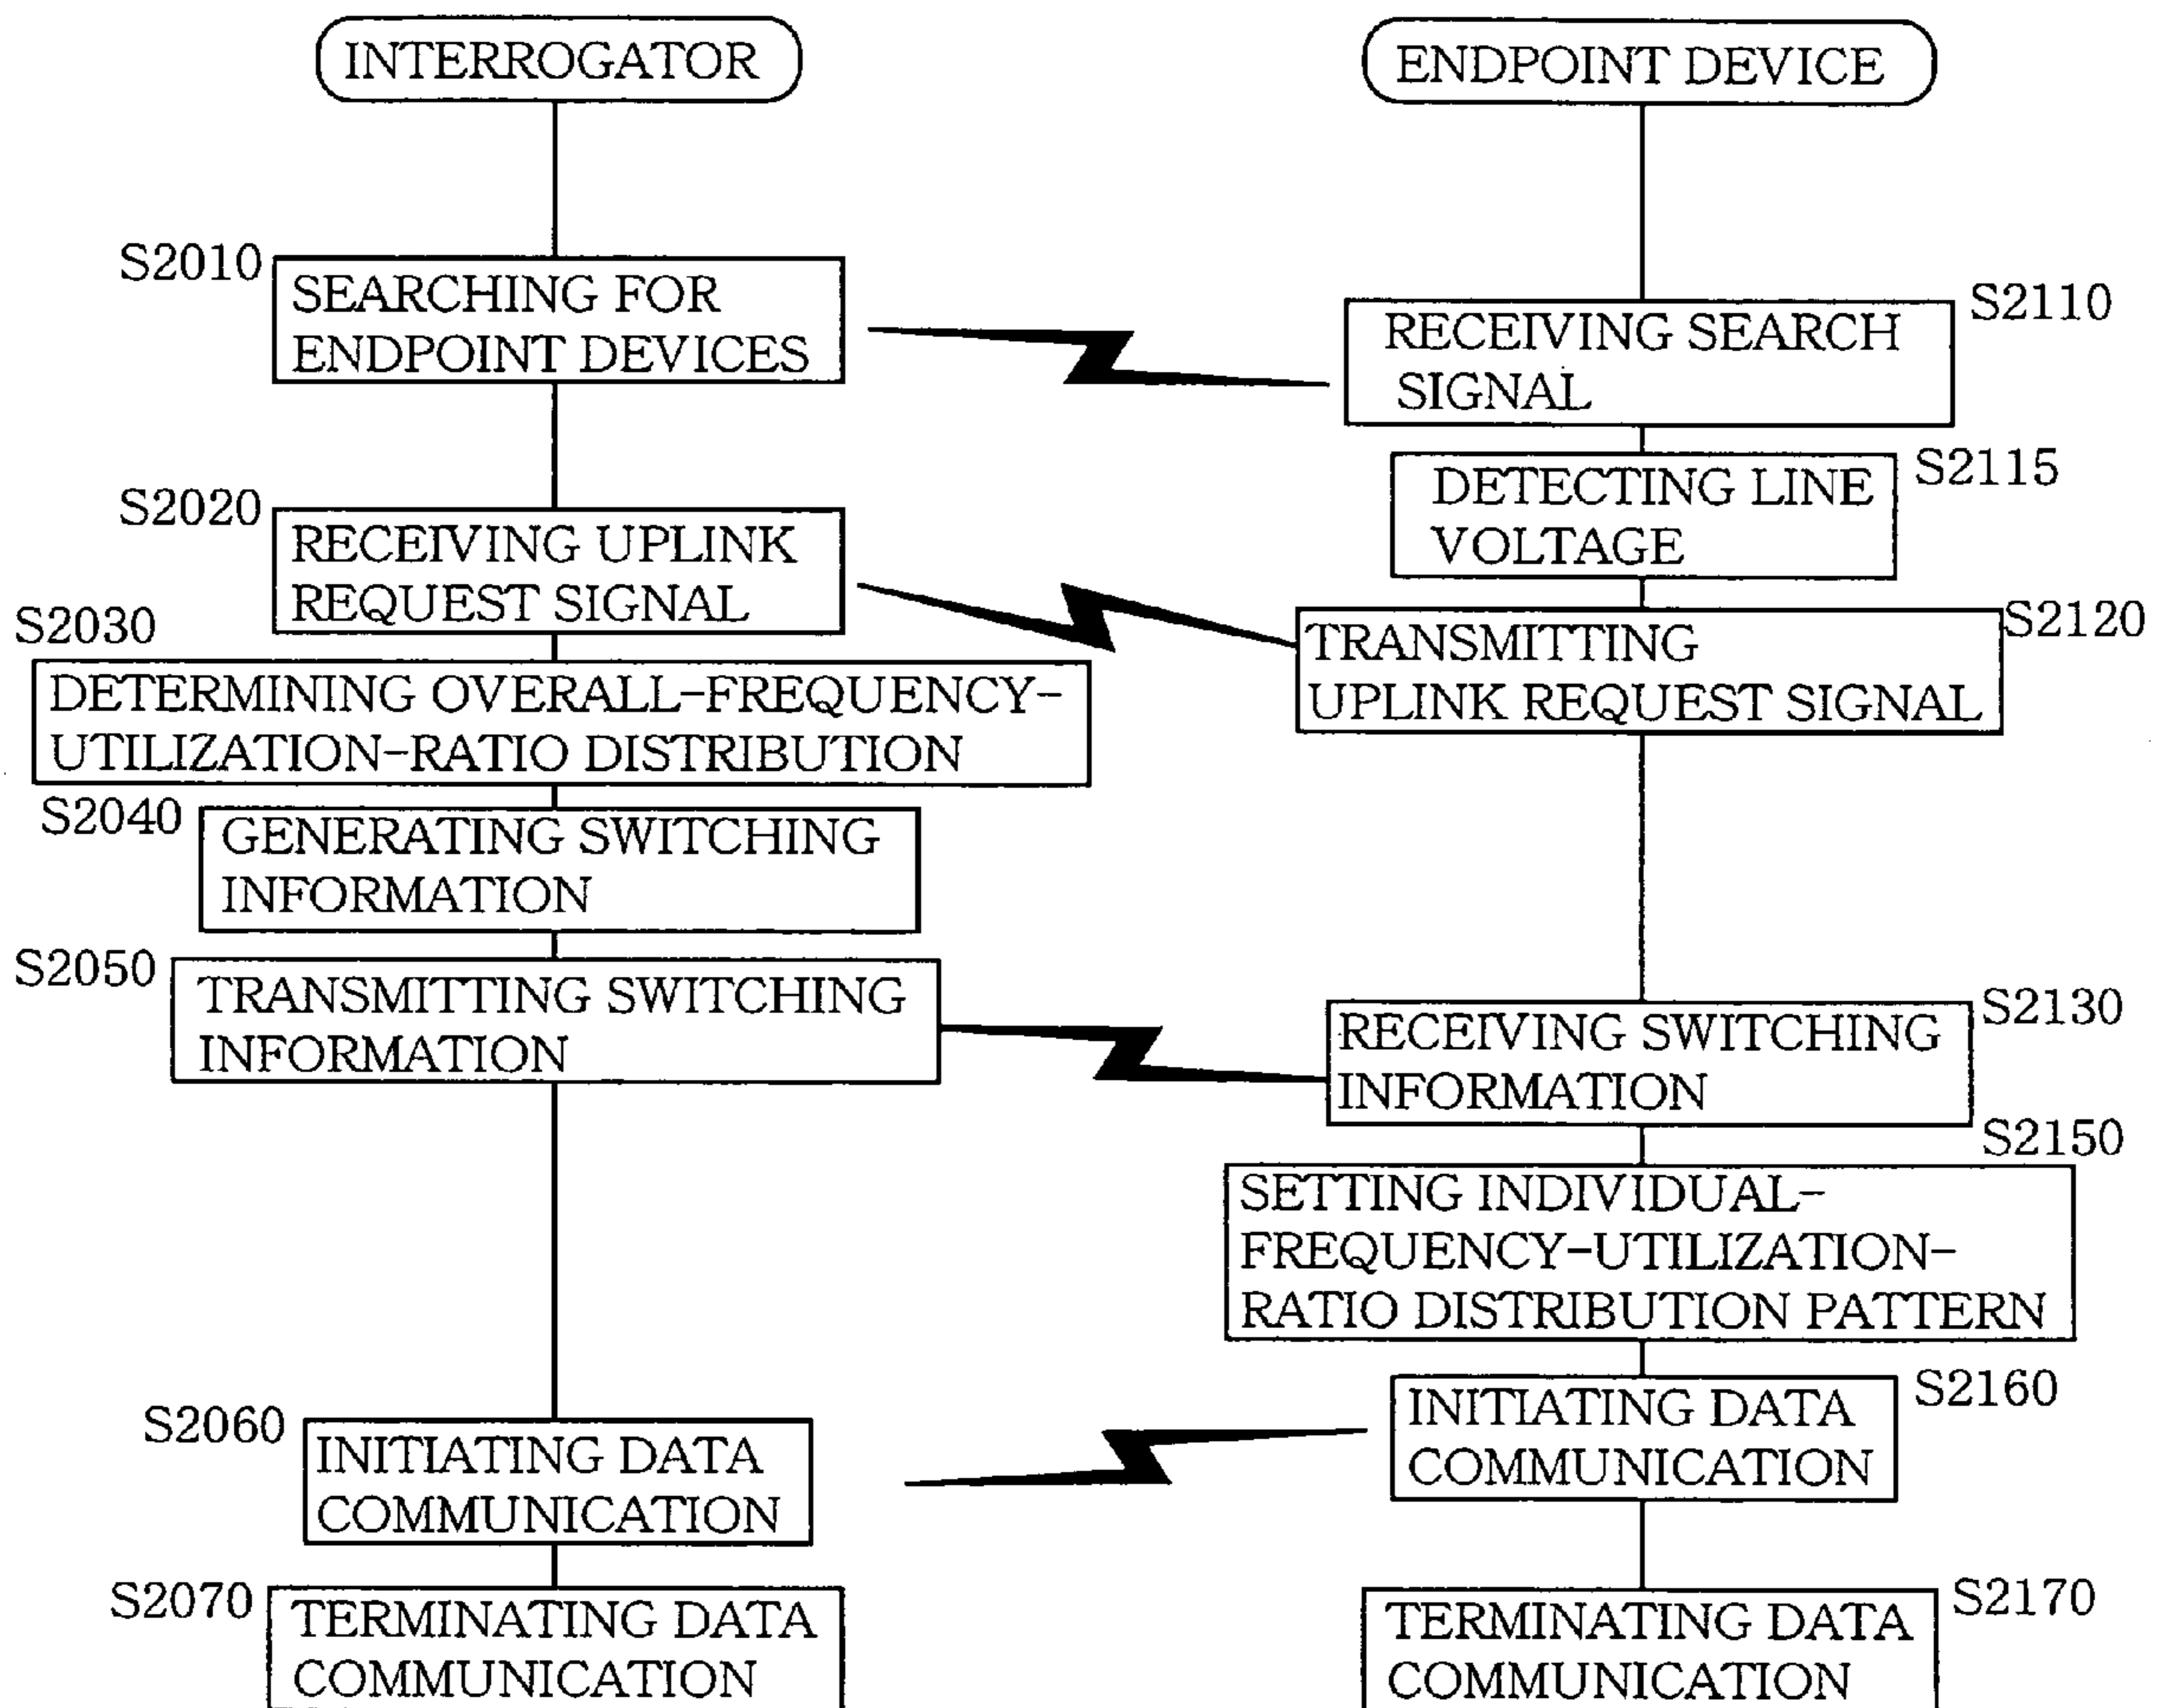 INTERROGATOR
S2010
SEARCHING FOR
ENDPOINT DEVICES
S2020
RECEIVING UPLINK
REQUEST SIGNAL
S2030
DETERMINING OVERALL-FREQUENCY-
UTILIZATION-RATIO DISTRIBUTION
S2040
GENERATING SWITCHING
INFORMATION
S2050
TRANSMITTING SWITCHING
INFORMATION
S2060
INITIATING DATA
COMMUNICATION
S2070
TERMINATING DATA
COMMUNICATION
ENDPOINT DEVICE
S2110
RECEIVING SEARCH
SIGNAL
S2115
DETECTING LINE
VOLTAGE
S2120
TRANSMITTING
UPLINK REQUEST SIGNAL
S2130
RECEIVING SWITCHING
INFORMATION
S2150
SETTING INDIVIDUAL-
FREQUENCY-UTILIZATION-
RATIO DISTRIBUTION PATTERN
S2160
INITIATING DATA
COMMUNICATION
S2170
TERMINATING DATA
COMMUNICATION